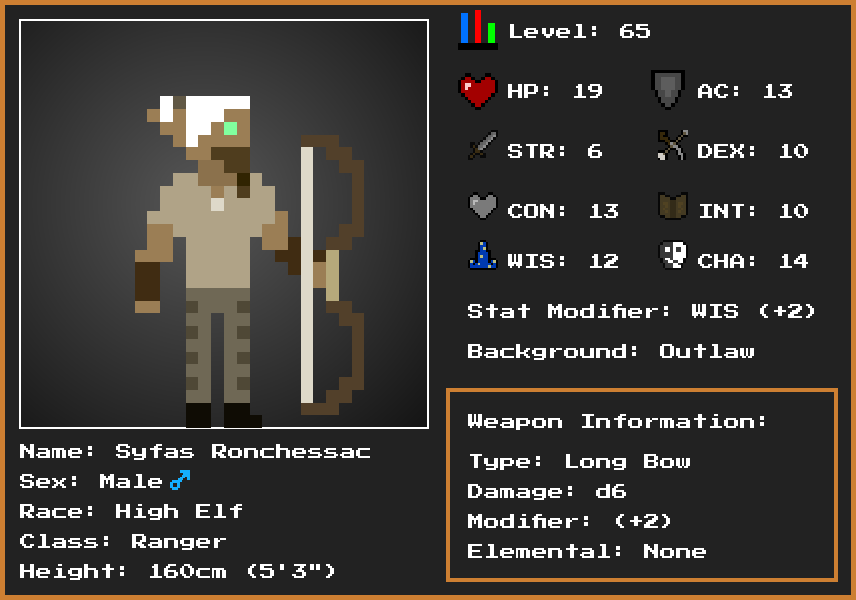 Level: 65
HP: 19
AC: 13
STR: 6
DEX: 10
CON: 13
INT: 10
WIS: 12
CHA: 14
Stat Modifier: WIS (+2)
Background: Outlaw
Weapon Information:
Type: Long Bow
Damage: d6
Modifier: (+2)
Elemental: None
Name: Syfas Ronchessac
Sex: Male♂
Race: High Elf
Class: Ranger
Height: 160cm (5'3")